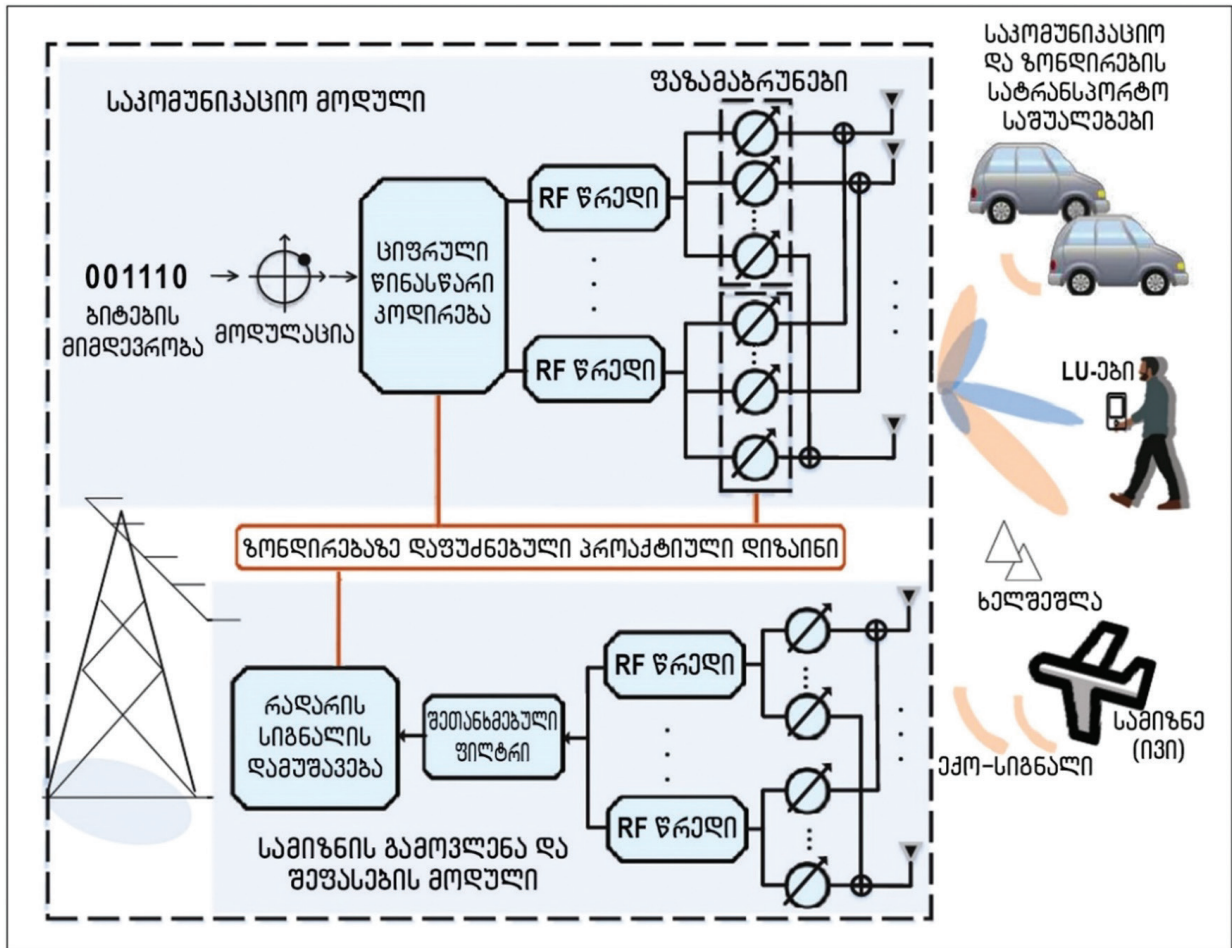 საკომუნიკაციო მოდული
ფაზამაბრუნები
001110
ბიტების
მიმდევრობა
მოდულაცია
ციფრული
წინასწარი
კოდირება
RF წრედი
RF წრედი
საკომუნიკაციო
და ზონდირების
სატრანსპორტო
საშუალებები
LU-ები
ზონდირებაზე დაფუძნებული პროაქტიული დიზაინი
ხელშეშლა
სამიზნე
(ივი)
ექო-სიგნალი
რადარის
სიგნალის
დამუშავება
შეთანხმებული
ფილტრი
RF წრედი
RF წრედი
სამიზნის გამოვლენა და
შეფასების მოდული